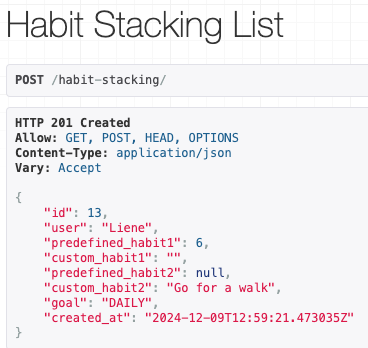 Habit Stacking List
POST /habit-stacking/
HTTP 201 Created
Allow: GET, POST, HEAD, OPTIONS
Content-Type: application/json
Vary: Accept
{
    "id": 13,
    "user": "Liene",
    "predefined_habit1": 6,
    "custom_habit1": "",
    "predefined_habit2": null,
    "custom_habit2": "Go for a walk",
    "goal": "DAILY",
    "created_at": "2024-12-09T12:59:21.473035Z"
}